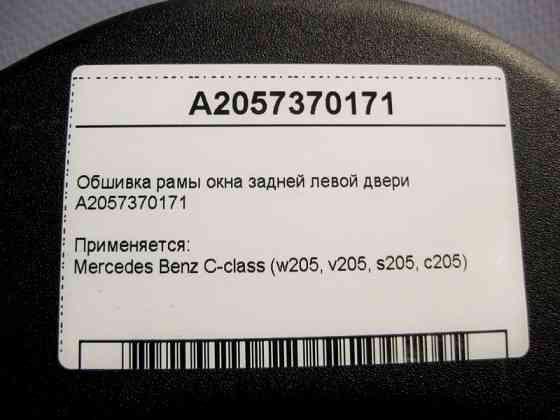 A2057370171
Обшивка рамы окна задней левой двери
A2057370171
Применяется:
Mercedes Benz C-class (w205, v205, s205, c205)